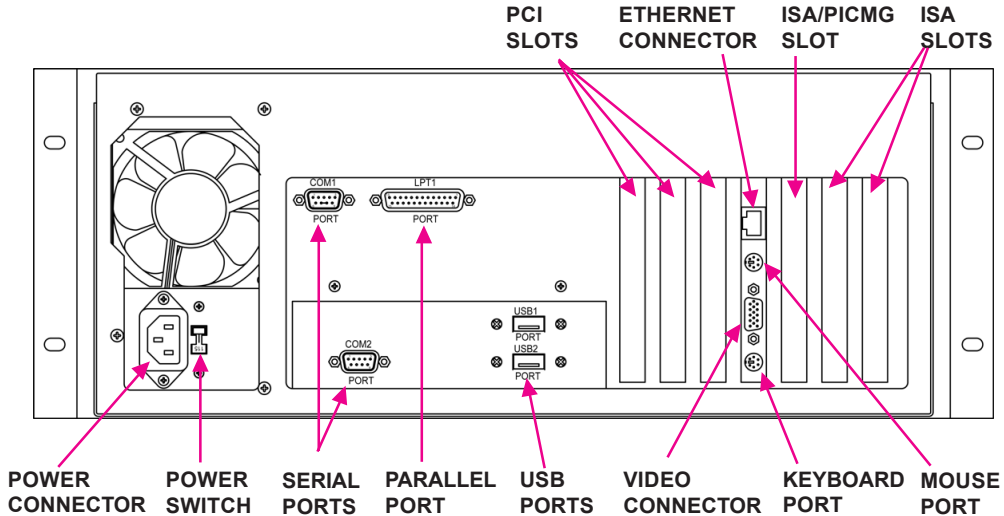 PCI
SLOTS
ETHERNET
CONNECTOR
ISA/PICMG
SLOT
ISA
SLOTS
COM1
PORT
LPT1
PORT
USB1
PORT
USB2
PORT
COM2
PORT
115
POWER
CONNECTOR
POWER
SWITCH
SERIAL
PORTS
PARALLEL
PORT
USB
PORTS
VIDEO
CONNECTOR
KEYBOARD
PORT
MOUSE
PORT